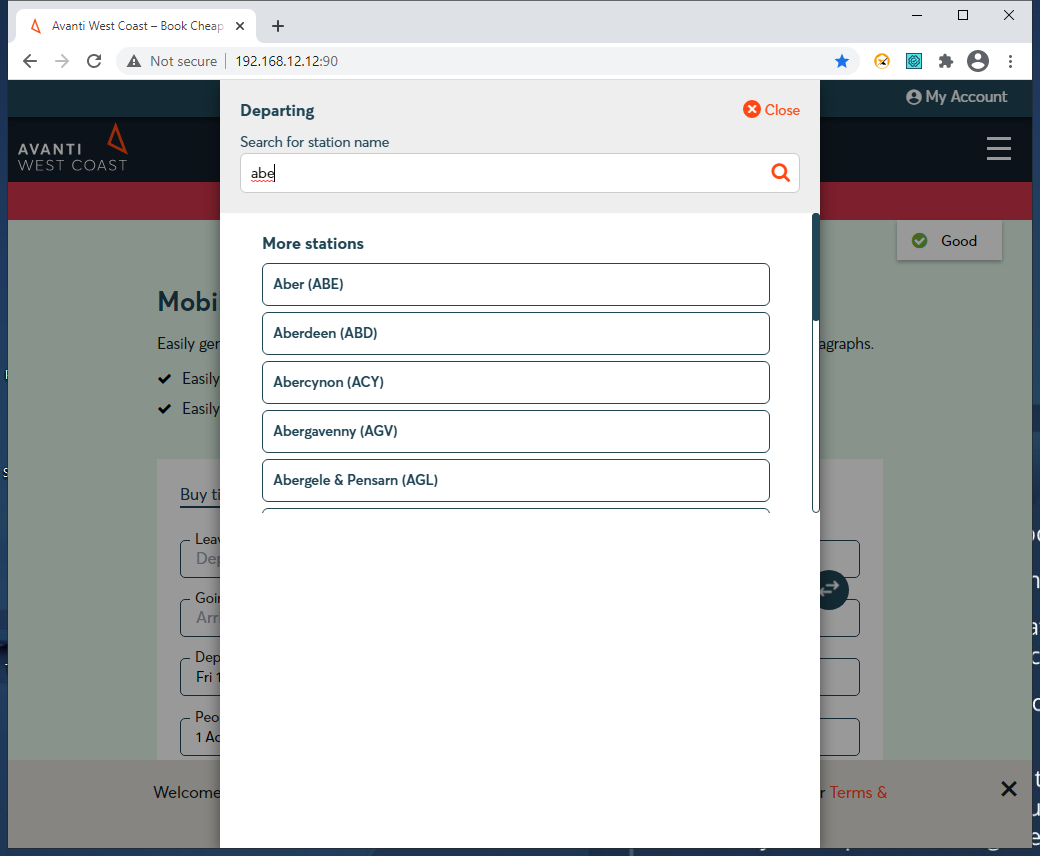 Avanti West Coast – Book Cheap
Not secure
192.168.12.12:90
My Account
AVANTI
WEST COAST
Departing
Close
Search for station name
abe
More stations
Aber (ABE)
Aberdeen (ABD)
Abercynon (ACY)
Abergavenny (AGV)
Abergele & Pensarn (AGL)
Good
Mobi
Easily ger
agraphs.
Easily
Easily
Buy ti
Leav
Dep
Goin
Arri
Dep
Fri 1
Peo
1 Ad
Welcome
r Terms &